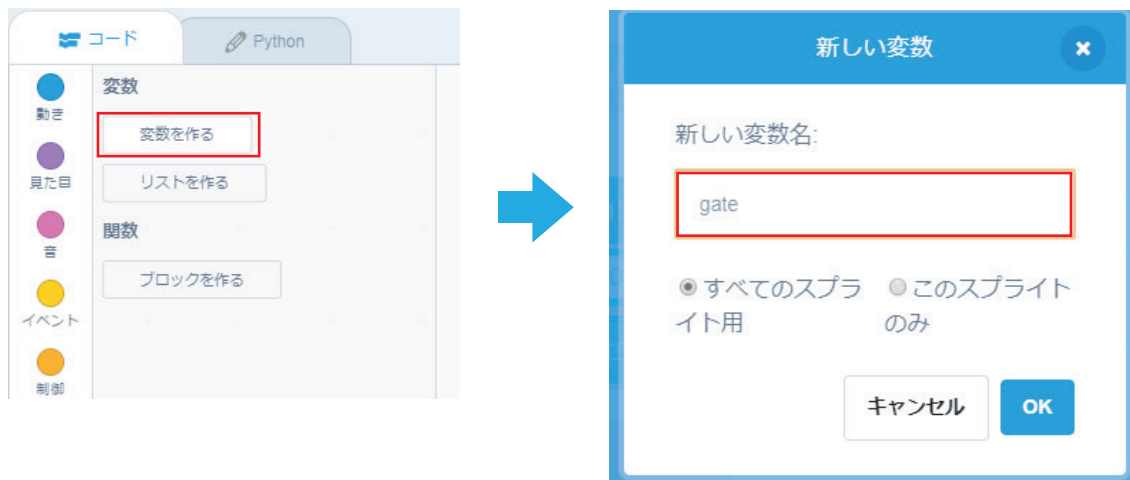 コード
Python
動き
見た目
音
イベント
制御
変数
変数を作る
リストを作る
関数
ブロックを作る
新しい変数
新しい変数名:
gate
すべてのスプラ
イト用
このスプライト
のみ
キャンセル
OK